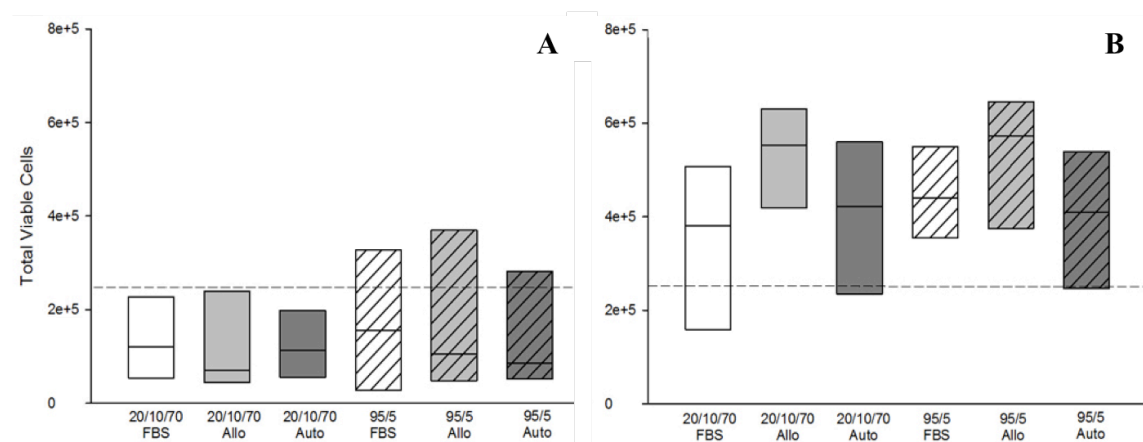 A
8e+5
6e+5
4e+5
2e+5
0
Total Viable Cells
20/10/70 20/10/70 20/10/70 95/5 95/5 95/5
FBS Allo Auto FBS Allo Auto
B
8e+5
6e+5
4e+5
2e+5
0
20/10/70 20/10/70 20/10/70 95/5 95/5 95/5
FBS Allo Auto FBS Allo Auto